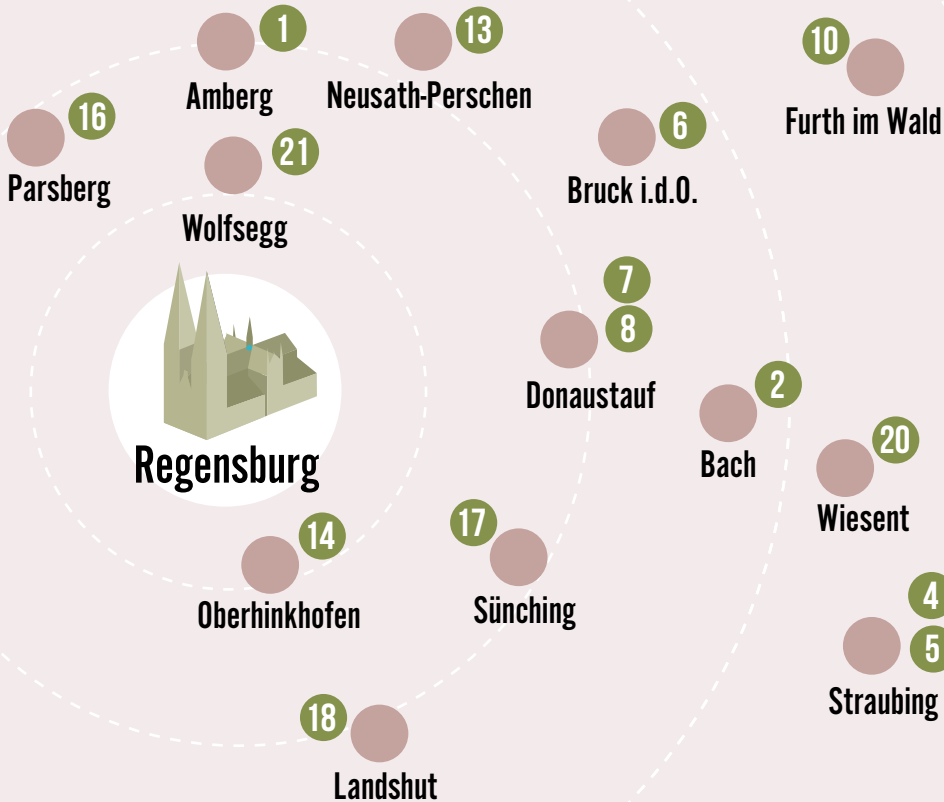 1
Amberg
13
Neusath-Perschen
10
Furth im Wald
16
Parsberg
21
Wolfsegg
6
Bruck i.d.O.
7
8
Donaustauf
2
Bach
20
Wiesent
Regensburg
14
Oberhinkhofen
17
Sünching
4
5
Straubing
18
Landshut